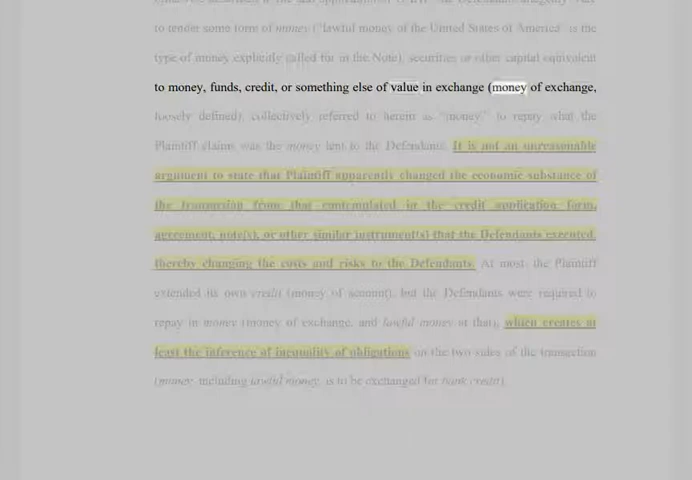 to tender some form of money ("lawful money of the United States of America" is the
type of money explicitly called for in the Note), securities or other capital equivalent
to money, funds, credit, or something else of value in exchange (money of exchange,
loosely defined), collectively referred to herein as "money," to repay what the
Plaintiff claims was the money lent to the Defendants. It is not an unreasonable
argument to state that Plaintiff apparently changed the economic substance of
the transaction from that contemplated in the credit application form,
agreement, note(s), or other similar instrument(s) that the Defendants executed,
thereby changing the costs and risks to the Defendants. At most, the Plaintiff
extended its own credit (money of account), but the Defendants were required to
repay in money (money of exchange, and lawful money at that), which creates at
least the inference of inequality of obligations on the two sides of the transaction
(money, including lawful money, is to be exchanged for bank credit).